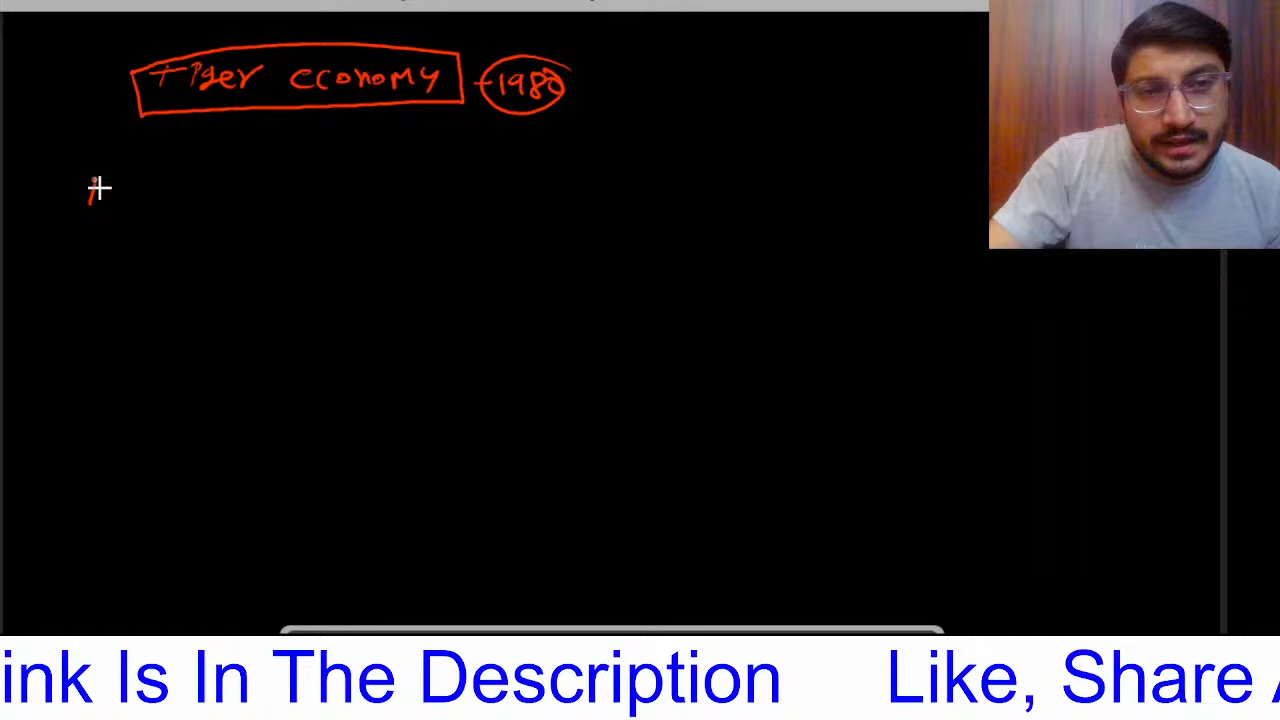 Tiger economy - 1980
ink Is In The Description Like, Share A